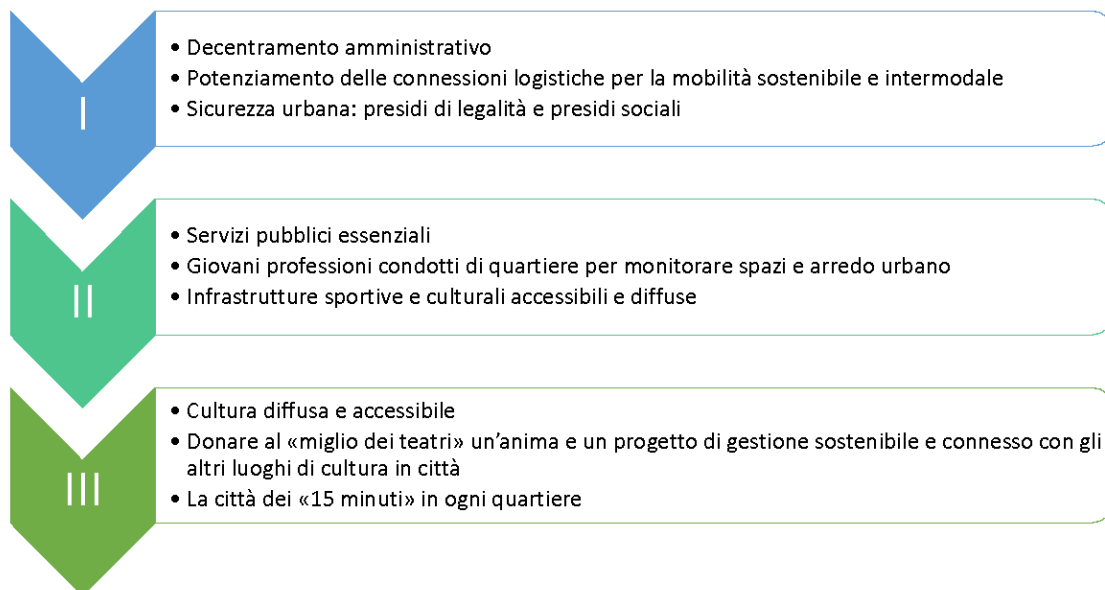 I
• Decentramento amministrativo
• Potenziamento delle connessioni logistiche per la mobilità sostenibile e intermodale
• Sicurezza urbana: presidi di legalità e presidi sociali
II
• Servizi pubblici essenziali
• Giovani professioni condotti di quartiere per monitorare spazi e arredo urbano
• Infrastrutture sportive e culturali accessibili e diffuse
III
• Cultura diffusa e accessibile
• Donare al «miglio dei teatri» un’anima e un progetto di gestione sostenibile e connesso con gli
altri luoghi di cultura in città
• La città dei «15 minuti» in ogni quartiere